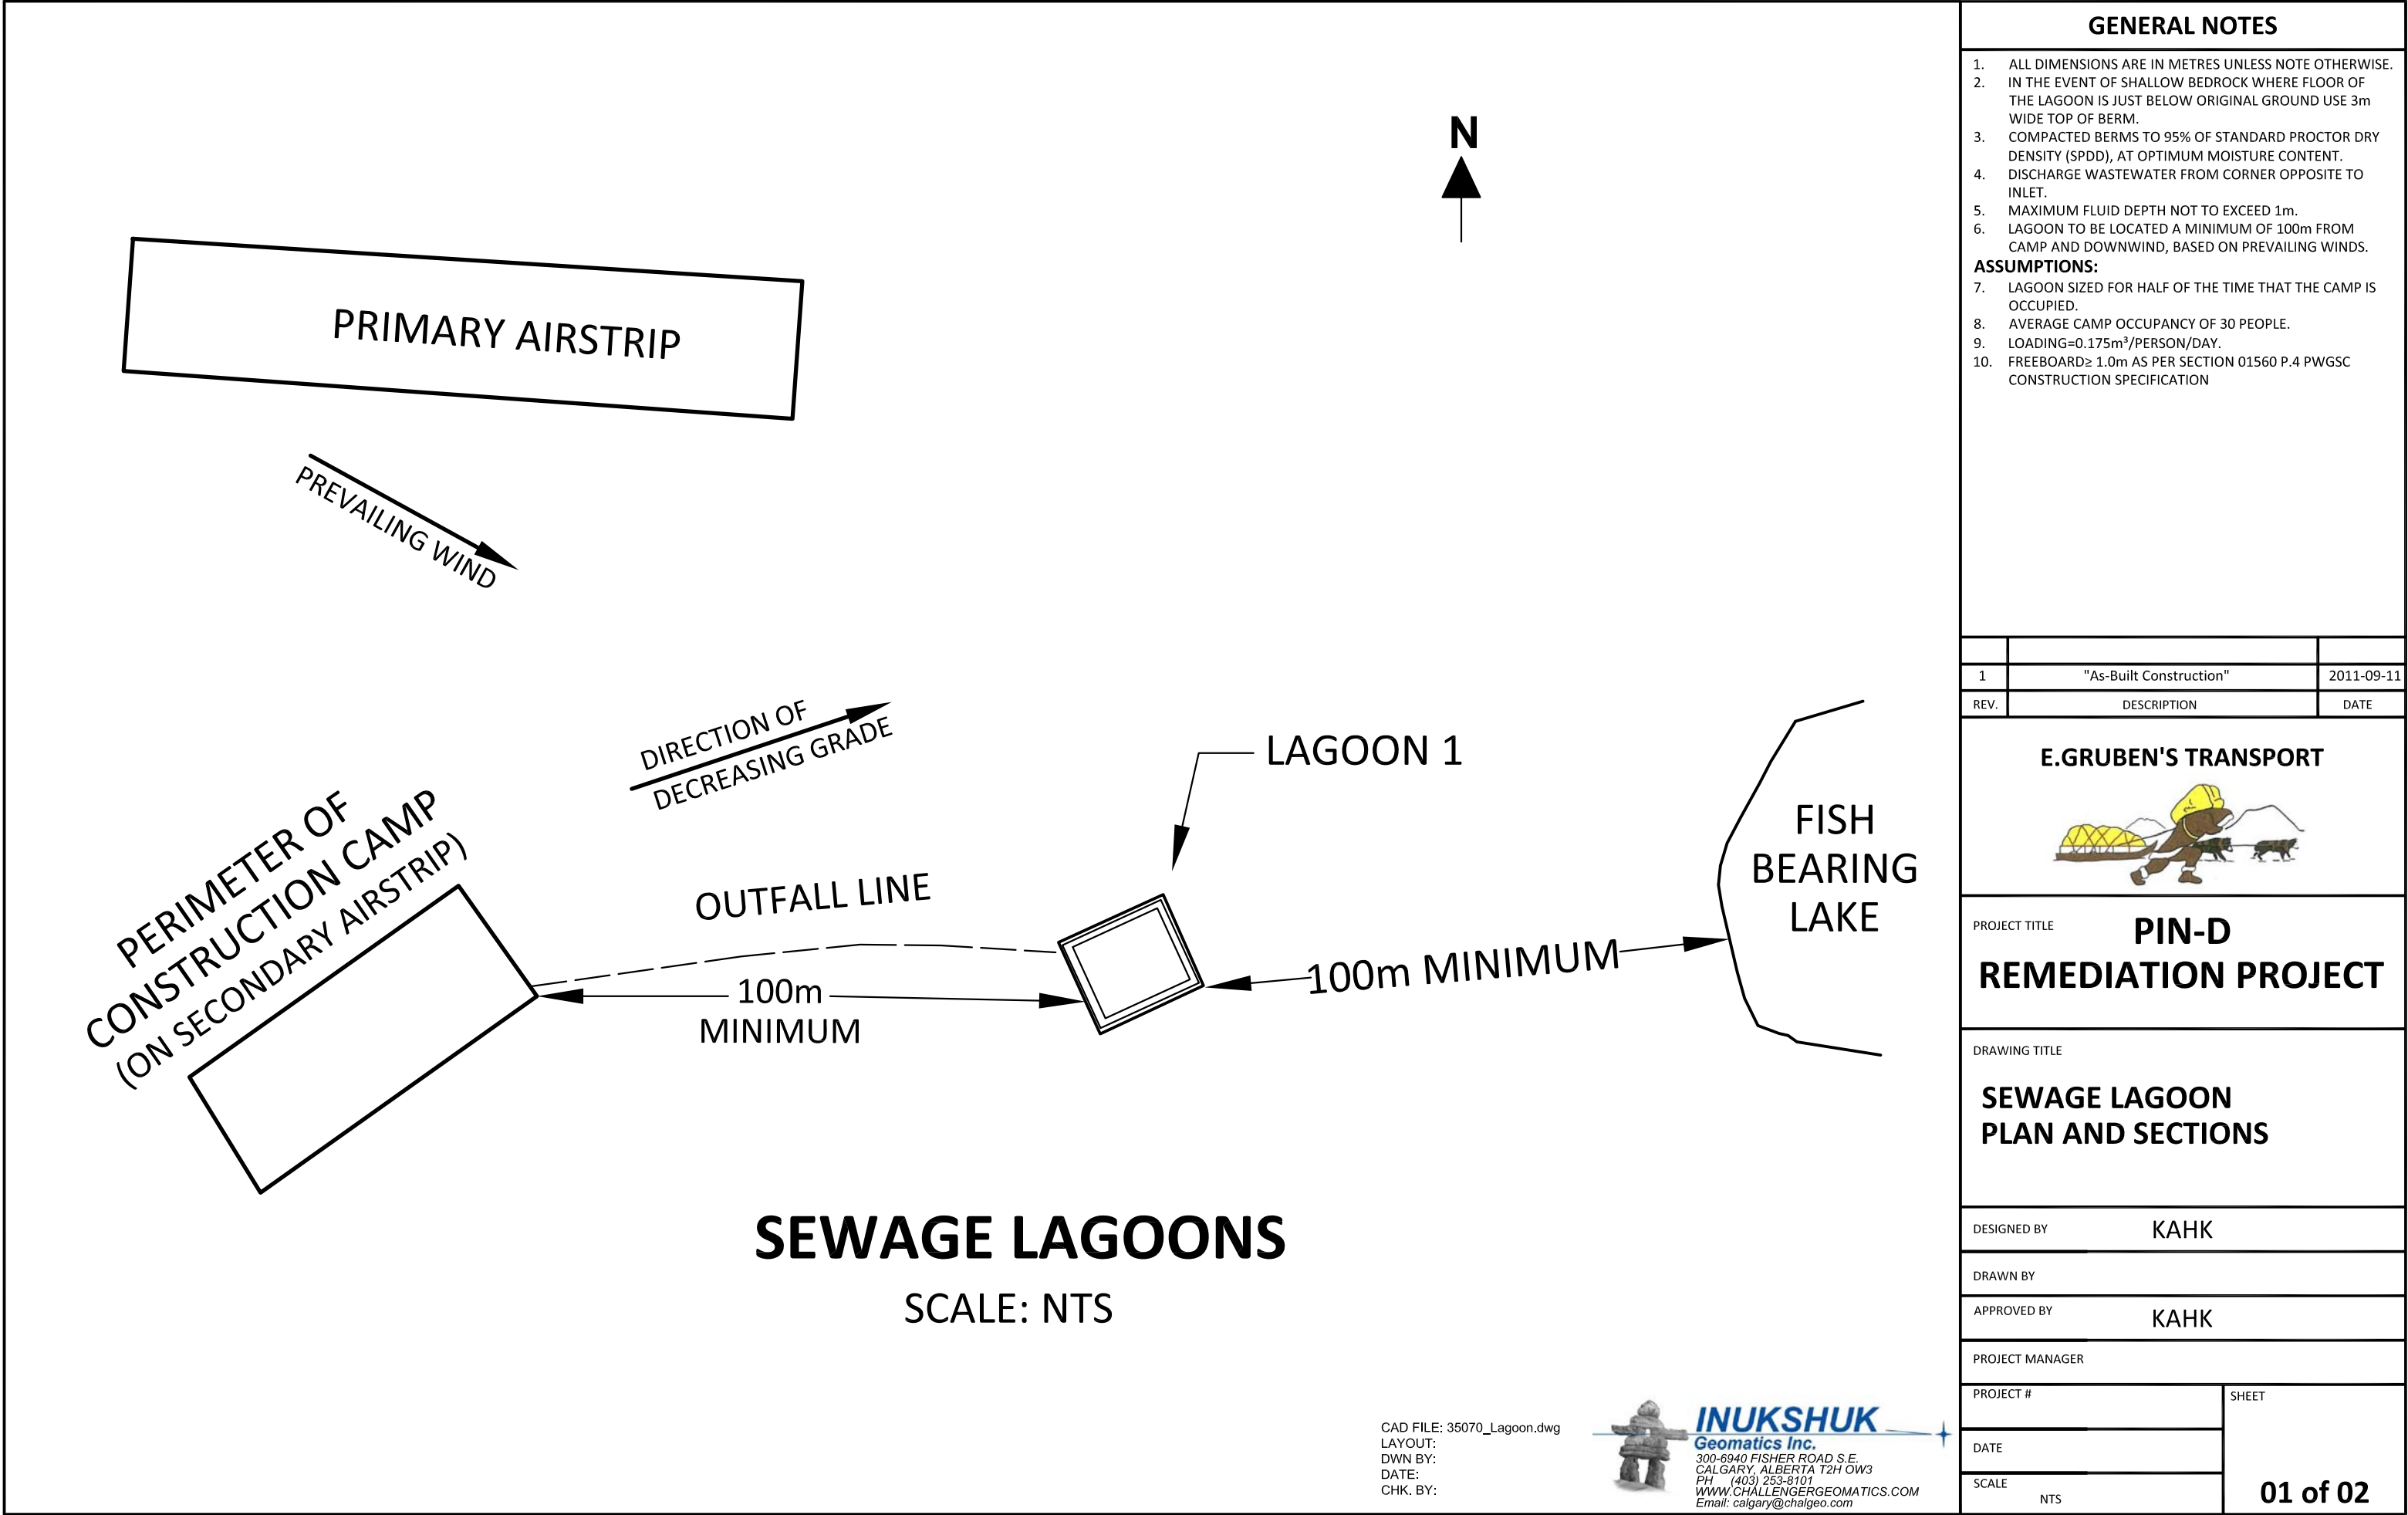 N
PRIMARY AIRSTRIP
PREVAILING WIND
DIRECTION OF
DECREASING GRADE
LAGOON 1
PERIMETER OF
CONSTRUCTION CAMP
(ON SECONDARY AIRSTRIP)
OUTFALL LINE
100m
MINIMUM
100m MINIMUM
FISH
BEARING
LAKE
SEWAGE LAGOONS
SCALE: NTS
CAD FILE: 35070_Lagoon.dwg
LAYOUT:
DWN BY:
DATE:
CHK. BY:
INUKSHUK
Geomatics Inc.
300-6940 FISHER ROAD S.E.
CALGARY, ALBERTA T2H OW3
PH (403) 253-8101
WWW.CHALLENGERGEOMATICS.COM
Email: calgary@chalgeo.com
GENERAL NOTES
1. ALL DIMENSIONS ARE IN METRES UNLESS NOTE OTHERWISE.
2. IN THE EVENT OF SHALLOW BEDROCK WHERE FLOOR OF
THE LAGOON IS JUST BELOW ORIGINAL GROUND USE 3m
WIDE TOP OF BERM.
3. COMPACTED BERMS TO 95% OF STANDARD PROCTOR DRY
DENSITY (SPDD), AT OPTIMUM MOISTURE CONTENT.
4. DISCHARGE WASTEWATER FROM CORNER OPPOSITE TO
INLET.
5. MAXIMUM FLUID DEPTH NOT TO EXCEED 1m.
6. LAGOON TO BE LOCATED A MINIMUM OF 100m FROM
CAMP AND DOWNWIND, BASED ON PREVAILING WINDS.
ASSUMPTIONS:
7. LAGOON SIZED FOR HALF OF THE TIME THAT THE CAMP IS
OCCUPIED.
8. AVERAGE CAMP OCCUPANCY OF 30 PEOPLE.
9. LOADING=0.175m³/PERSON/DAY.
10. FREEBOARD≥ 1.0m AS PER SECTION 01560 P.4 PWGSC
CONSTRUCTION SPECIFICATION
1 "As-Built Construction" 2011-09-11
REV. DESCRIPTION DATE
E.GRUBEN'S TRANSPORT
PROJECT TITLE PIN-D
REMEDIATION PROJECT
DRAWING TITLE
SEWAGE LAGOON
PLAN AND SECTIONS
DESIGNED BY KAHK
DRAWN BY
APPROVED BY KAHK
PROJECT MANAGER
PROJECT #
SHEET
DATE
SCALE
NTS
01 of 02